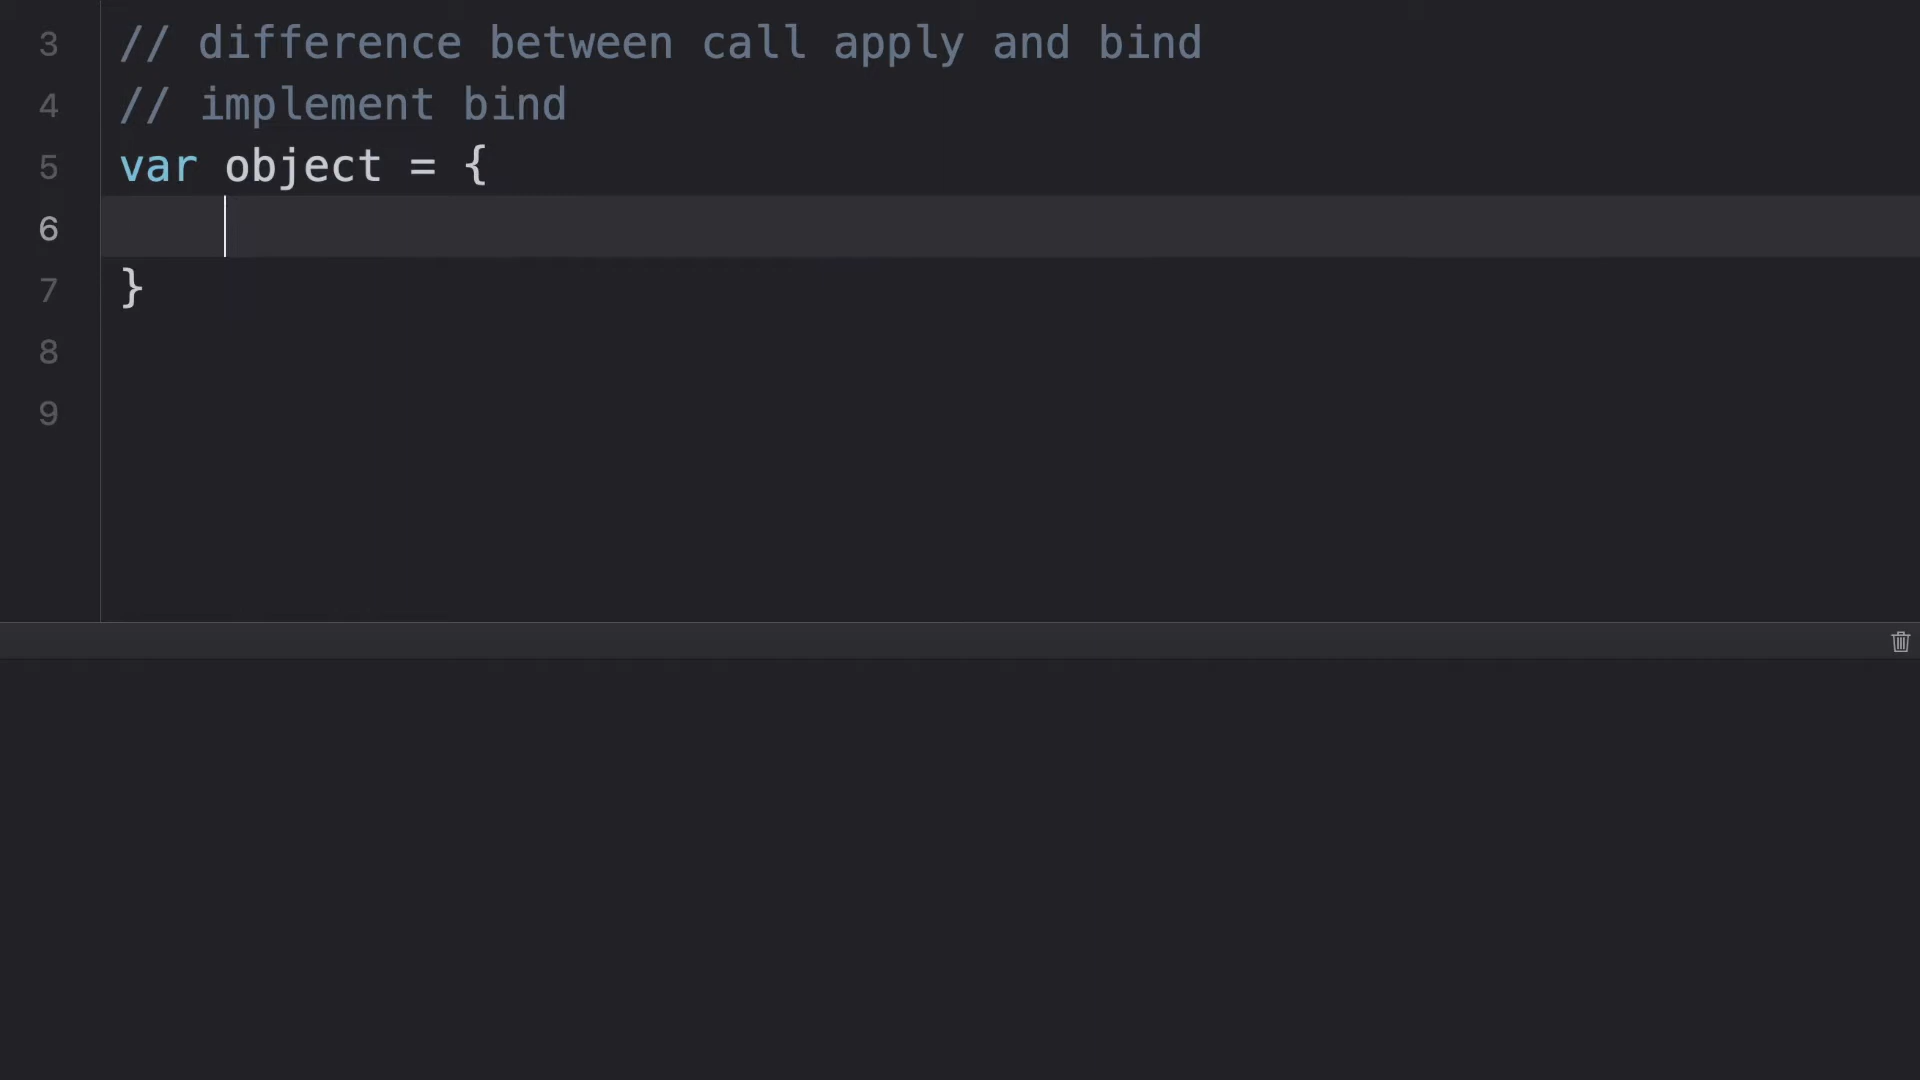 3 // difference between call apply and bind
4 // implement bind
5 var object = {
6
7 }
8
9